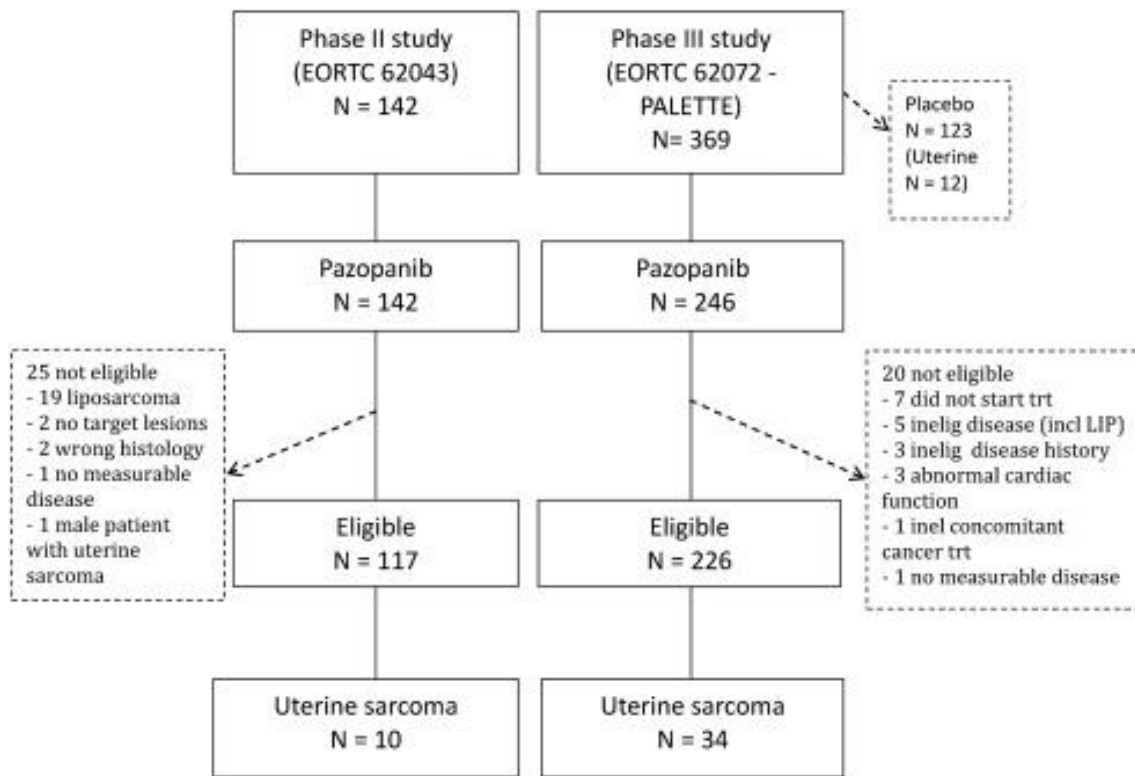 Phase II study
(EORTC 62043)
N = 142
Phase III study
(EORTC 62072 -
PALETTE)
N= 369
Placebo
N = 123
(Uterine
N = 12)
Pazopanib
N = 142
Pazopanib
N = 246
25 not eligible
- 19 liposarcoma
- 2 no target lesions
- 2 wrong histology
- 1 no measurable
disease
- 1 male patient
with uterine
sarcoma
20 not eligible
- 7 did not start trt
- 5 inelig disease (incl LIP)
- 3 inelig disease history
- 3 abnormal cardiac
function
- 1 inel concomitant
cancer trt
- 1 no measurable disease
Eligible
N = 117
Eligible
N = 226
Uterine sarcoma
N = 10
Uterine sarcoma
N = 34